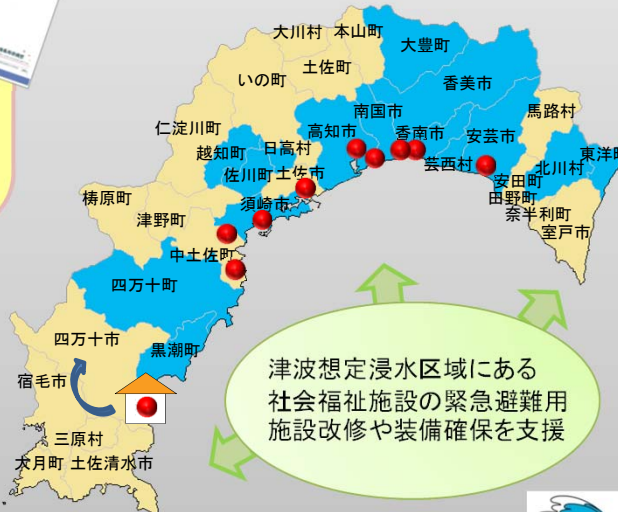 大川村
本山町
大豊町
土佐町
いの町
香美市
南国市
馬路村
仁淀川町
高知市
香南市
安芸市
越知町
日高村
東洋町
佐川町
土佐市
芸西村
北川村
安田町
田野町
梼原町
須崎市
奈半利町
津野町
室戸市
中土佐町
四万十町
四万十市
黒潮町
宿毛市
三原村
大月町
土佐清水市
津波想定浸水区域にある
社会福祉施設の緊急避難用
施設改修や装備確保を支援